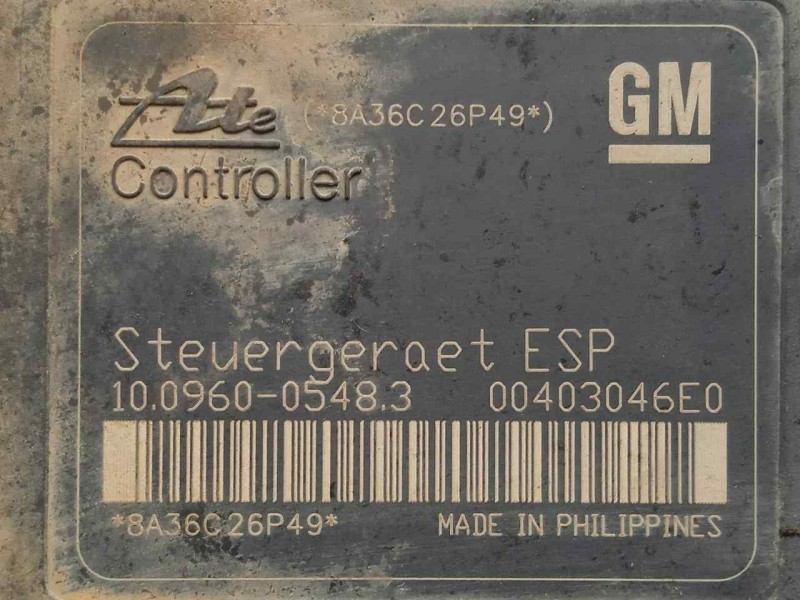 Ate (*8A36C26P49*) GM
Controller
Steuergeraet ESP
10.0960-0548.3 00403046E0
*8A36C26P49* MADE IN PHILIPPINES